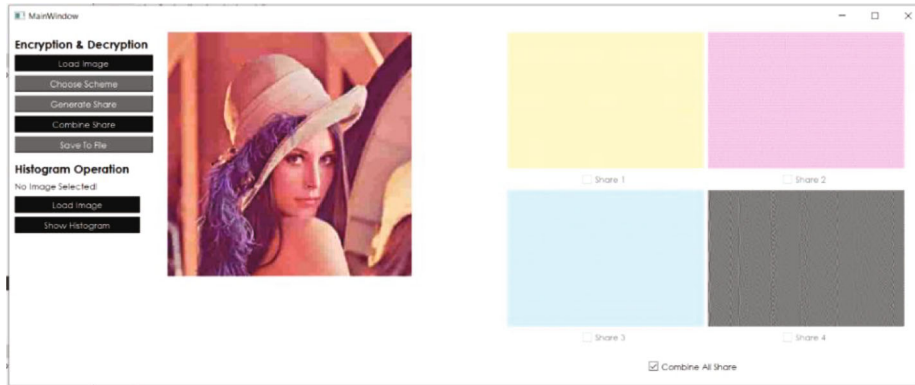 MainWindow
Encryption & Decryption
Load Image
Choose Scheme
Generate Share
Combine Share
Save To File
Histogram Operation
No Image Selected!
Load Image
Show Histogram
Share 1
Share 2
Share 3
Share 4
Combine All Share